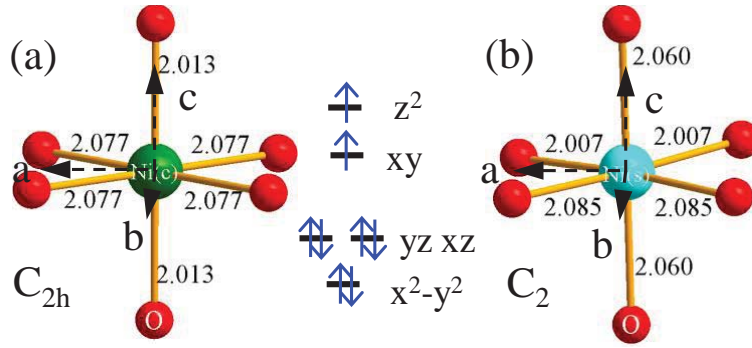 (a)
2.013
c
2.077 2.077
a Ni(c)
2.077 2.077
b
2.013
C2h
O
z²
xy
yz xz
x²-y²
(b)
2.060
c
2.007 2.007
a Ni(s)
2.085 2.085
b
2.060
C2
O